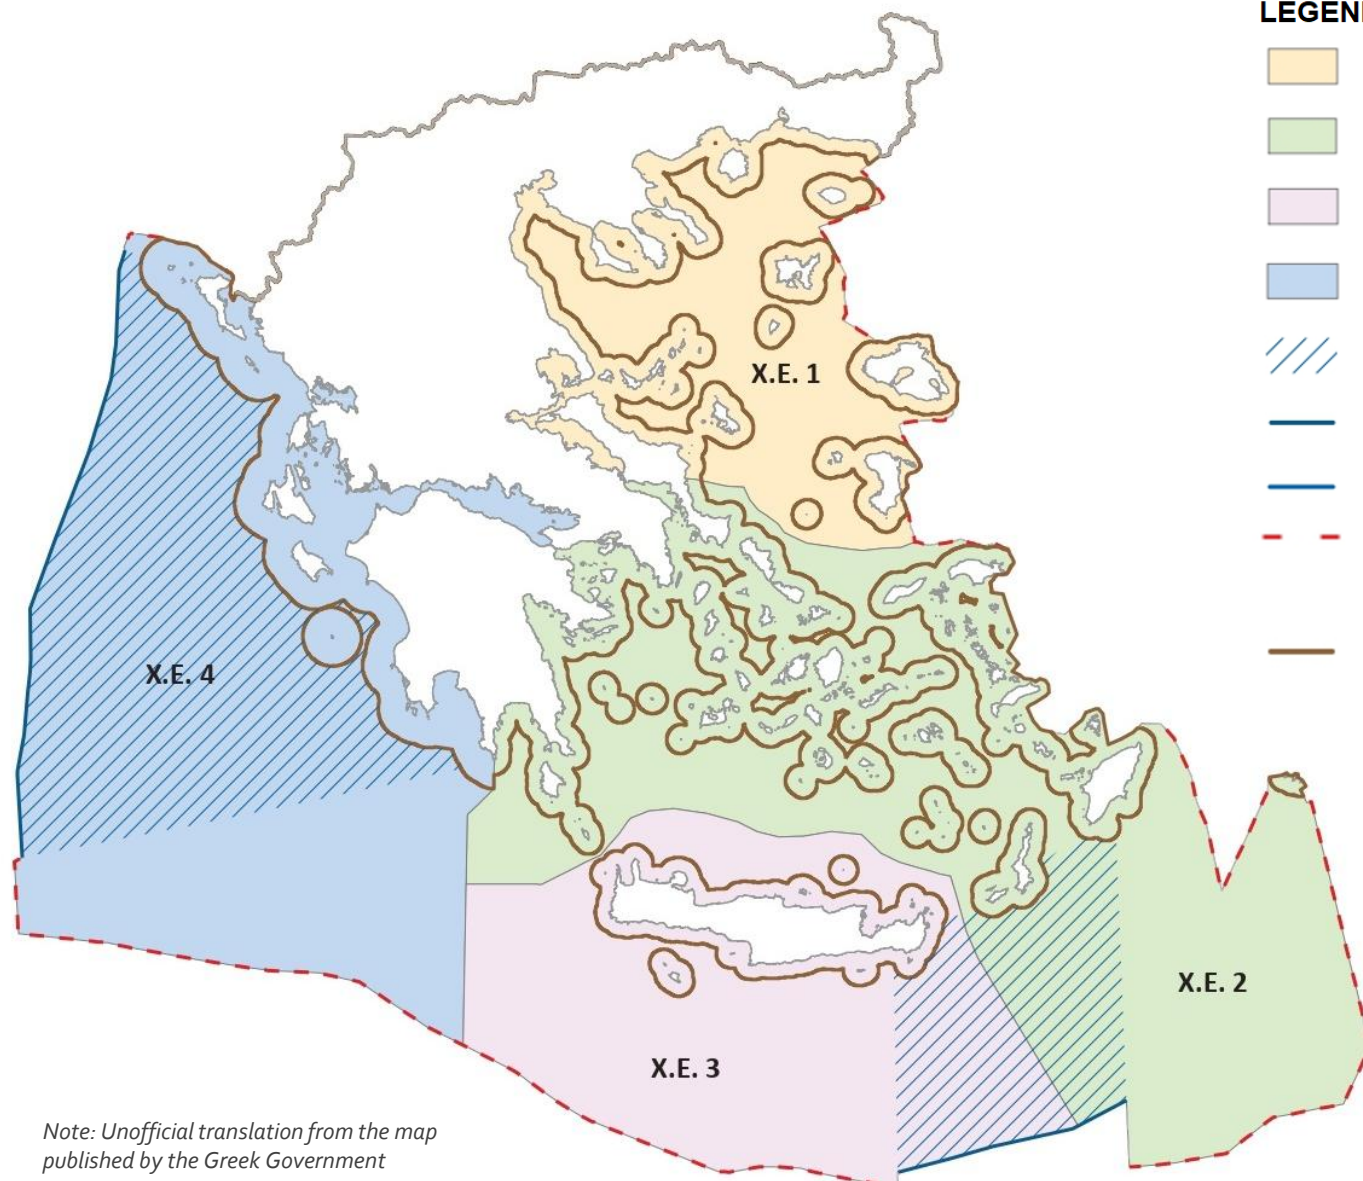 LEGEN
X.E. 1
X.E. 4
X.E. 2
X.E. 3
Note: Unofficial translation from the map
published by the Greek Government